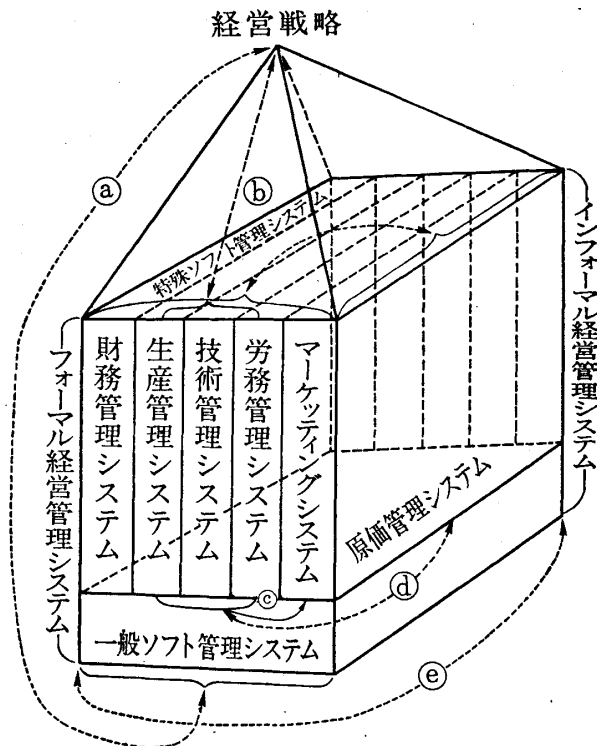 経営戦略
ⓐ
ⓑ
特殊ソフト管理システム
フォーマル経営管理システム
財務管理システム
生産管理システム
技術管理システム
労務管理システム
マーケッティングシステム
インフォーマル経営管理システム
原価管理システム
ⓒ
ⓓ
一般ソフト管理システム
ⓔ